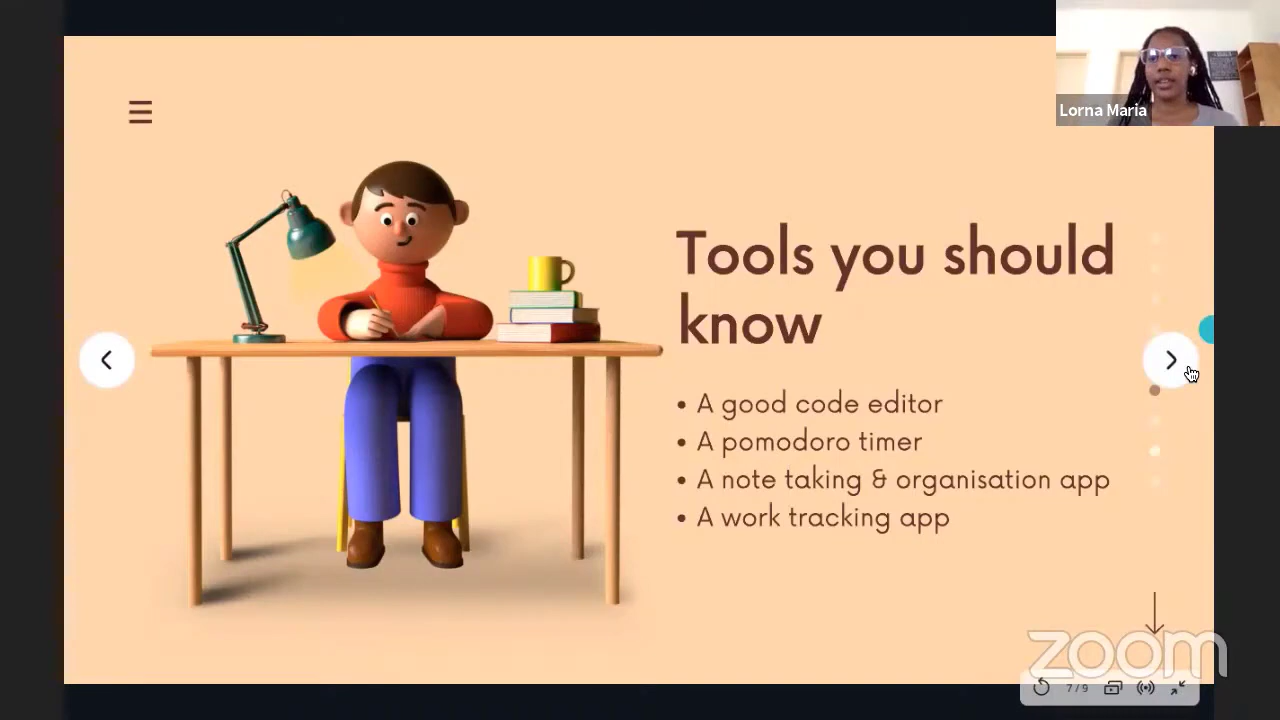 Lorna Maria
Tools you should
know
• A good code editor
• A pomodoro timer
• A note taking & organisation app
• A work tracking app
zoom
7/9